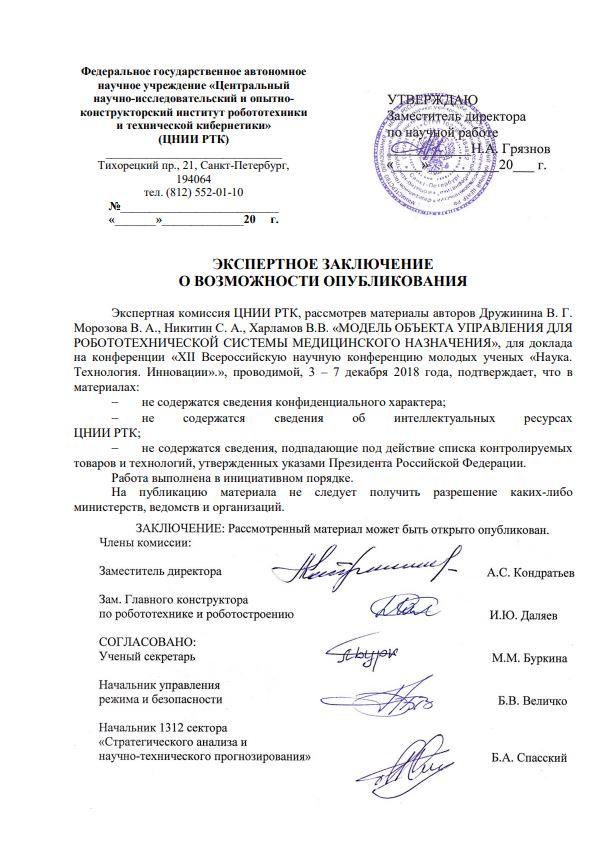 Федеральное государственное автономное
научное учреждение «Центральный
научно-исследовательский и опытно-
конструкторский институт робототехники
и технической кибернетики»
(ЦНИИ РТК)
Тихорецкий пр., 21, Санкт-Петербург,
194064
тел. (812) 552-01-10
№___________________________
«_______»______________20 г.
УТВЕРЖДАЮ
Заместитель директора
по научной работе
Н.А. Грязнов
« » 20___ г.
ЭКСПЕРТНОЕ ЗАКЛЮЧЕНИЕ
О ВОЗМОЖНОСТИ ОПУБЛИКОВАНИЯ
Экспертная комиссия ЦНИИ РТК, рассмотрев материалы авторов Дружинина В. Г.
Морозова В. А., Никитин С. А., Харламов В.В. «МОДЕЛЬ ОБЪЕКТА УПРАВЛЕНИЯ ДЛЯ
РОБОТОТЕХНИЧЕСКОЙ СИСТЕМЫ МЕДИЦИНСКОГО НАЗНАЧЕНИЯ», для доклада
на конференции «XII Всероссийскую научную конференцию молодых ученых «Наука.
Технология. Инновации».», проводимой, 3 – 7 декабря 2018 года, подтверждает, что в
материалах:
– не содержатся сведения конфиденциального характера;
– не содержатся сведения об интеллектуальных ресурсах
ЦНИИ РТК;
– не содержатся сведения, подпадающие под действие списка контролируемых
товаров и технологий, утвержденных указами Президента Российской Федерации.
Работа выполнена в инициативном порядке.
На публикацию материала не следует получить разрешение каких-либо
министерств, ведомств и организаций.
ЗАКЛЮЧЕНИЕ: Рассмотренный материал может быть открыто опубликован.
Члены комиссии:
Заместитель директора А.С. Кондратьев
Зам. Главного конструктора
по робототехнике и роботостроению И.Ю. Даляев
СОГЛАСОВАНО:
Ученый секретарь М.М. Буркина
Начальник управления
режима и безопасности Б.В. Величко
Начальник 1312 сектора
«Стратегического анализа и
научно-технического прогнозирования» Б.А. Спасский